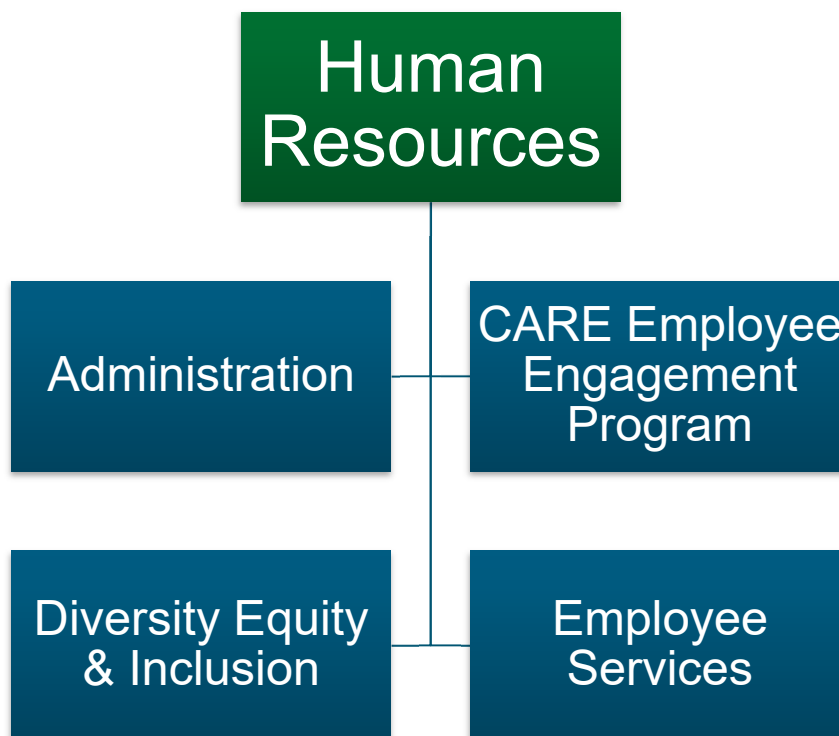 Human
Resources
Administration
CARE Employee
Engagement
Program
Diversity Equity
& Inclusion
Employee
Services